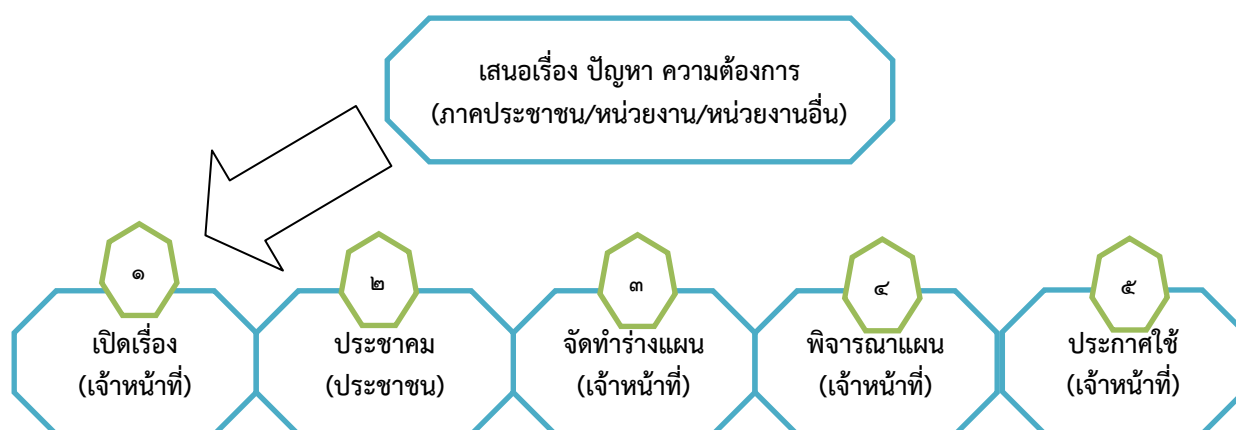 เสนอเรื่อง ปัญหา ความต้องการ
(ภาคประชาชน/หน่วยงาน/หน่วยงานอื่น)
๑
เปิดเรื่อง
(เจ้าหน้าที่)
๒
ประชาคม
(ประชาชน)
๓
จัดทำร่างแผน
(เจ้าหน้าที่)
๔
พิจารณาแผน
(เจ้าหน้าที่)
๕
ประกาศใช้
(เจ้าหน้าที่)